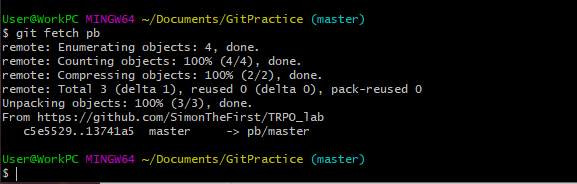 User@WorkPC MINGW64 ~/Documents/GitPractice (master)
$ git fetch pb
remote: Enumerating objects: 4, done.
remote: Counting objects: 100% (4/4), done.
remote: Compressing objects: 100% (2/2), done.
remote: Total 3 (delta 1), reused 0 (delta 0), pack-reused 0
Unpacking objects: 100% (3/3), done.
From https://github.com/SimonTheFirst/TRPO_lab
   c5e5529..13741a5  master     -> pb/master
User@WorkPC MINGW64 ~/Documents/GitPractice (master)
$